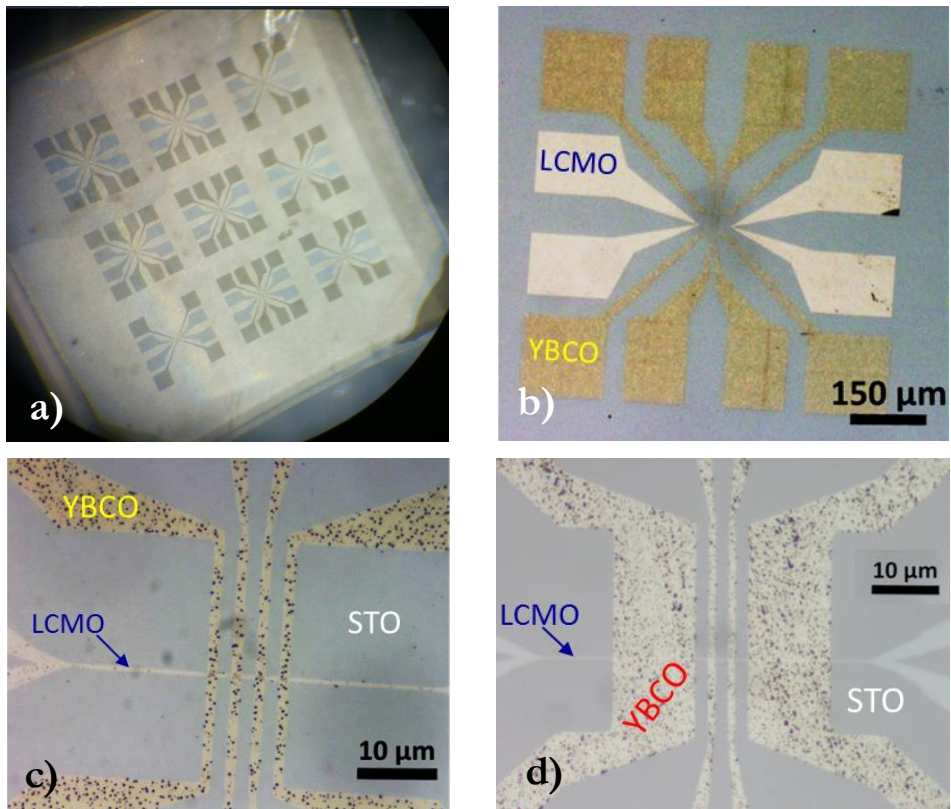 a)
LCMO
YBCO
150 µm
b)
YBCO
LCMO
STO
10 µm
c)
10 µm
LCMO
YBCO
STO
d)